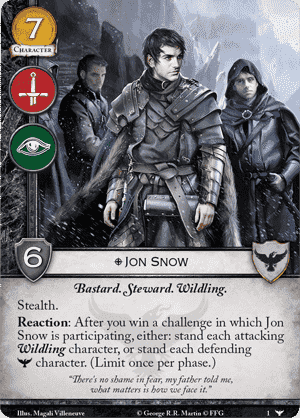 7
CHARACTER
6
JON SNOW
Bastard. Steward. Wildling.
Stealth.
Reaction: After you win a challenge in which Jon
Snow is participating, either: stand each attacking
Wildling character, or stand each defending
character. (Limit once per phase.)
"There's no shame in fear, my father told me,
what matters is how we face it."
Illus. Magali Villeneuve © George R.R. Martin © FFG 1